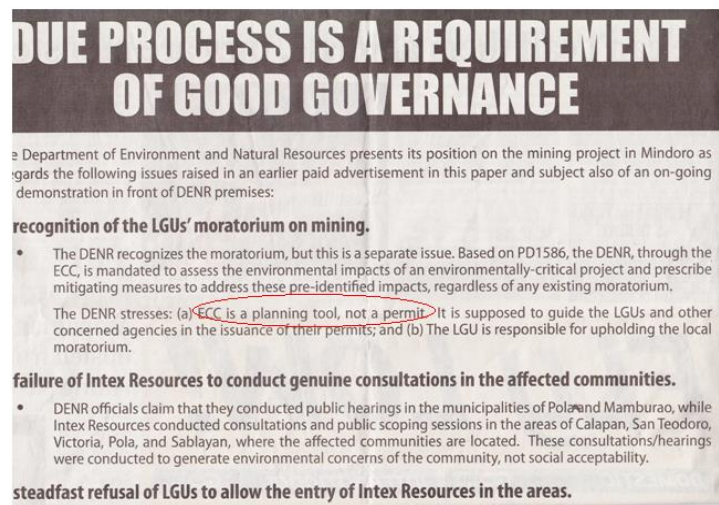 DUE PROCESS IS A REQUIREMENT
OF GOOD GOVERNANCE
e Department of Environment and Natural Resources presents its position on the mining project in Mindoro as
gards the following issues raised in an earlier paid advertisement in this paper and subject also of an on-going
demonstration in front of DENR premises:
recognition of the LGUs' moratorium on mining.
• The DENR recognizes the moratorium, but this is a separate issue. Based on PD1586, the DENR, through the
ECC, is mandated to assess the environmental impacts of an environmentally-critical project and prescribe
mitigating measures to address these pre-identified impacts, regardless of any existing moratorium.
The DENR stresses: (a) ECC is a planning tool, not a permit. It is supposed to guide the LGUs and other
concerned agencies in the issuance of their permits; and (b) The LGU is responsible for upholding the local
moratorium.
failure of Intex Resources to conduct genuine consultations in the affected communities.
• DENR officials claim that they conducted public hearings in the municipalities of Pola and Mamburao, while
Intex Resources conducted consultations and public scoping sessions in the areas of Calapan, San Teodoro,
Victoria, Pola, and Sablayan, where the affected communities are located. These consultations/hearings
were conducted to generate environmental concerns of the community, not social acceptability.
steadfast refusal of LGUs to allow the entry of Intex Resources in the areas.